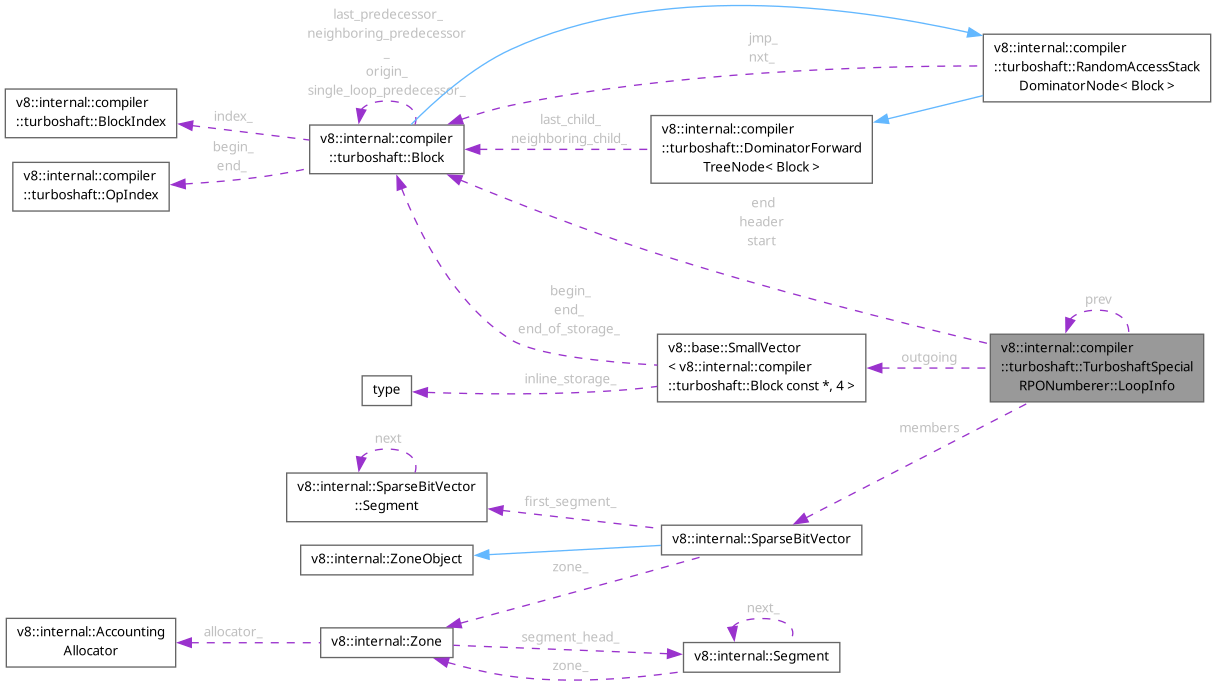 last_predecessor_
neighboring_predecessor
_
origin_
single_loop_predecessor_
jmp_
nxt_
v8::internal::compiler
::turboshaft::RandomAccessStack
DominatorNode< Block >
v8::internal::compiler
::turboshaft::BlockIndex
index_
v8::internal::compiler
::turboshaft::Block
last_child_
neighboring_child_
v8::internal::compiler
::turboshaft::DominatorForward
TreeNode< Block >
begin_
end_
v8::internal::compiler
::turboshaft::OpIndex
end
header
start
begin_
end_
end_of_storage_
prev
v8::base::SmallVector
< v8::internal::compiler
::turboshaft::Block const *, 4 >
outgoing
v8::internal::compiler
::turboshaft::TurboshaftSpecial
RPONumberer::LoopInfo
type
inline_storage_
members
next
v8::internal::SparseBitVector
::Segment
first_segment_
v8::internal::SparseBitVector
v8::internal::ZoneObject
zone_
v8::internal::Accounting
Allocator
allocator_
v8::internal::Zone
segment_head_
zone_
next_
v8::internal::Segment